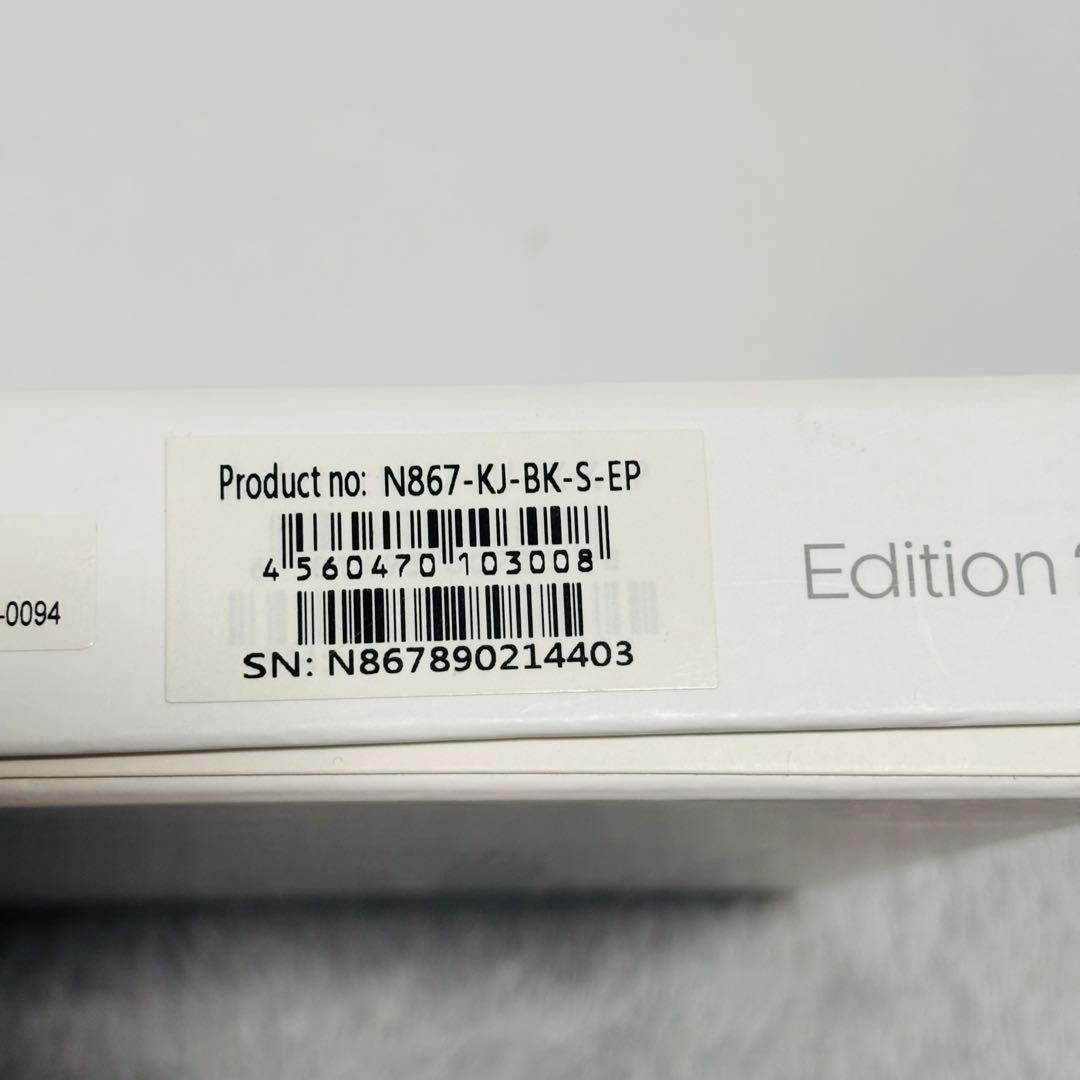 Product no: N867-KJ-BK-S-EP
4 560470 103008
SN: N867890214403
-0094
Edition